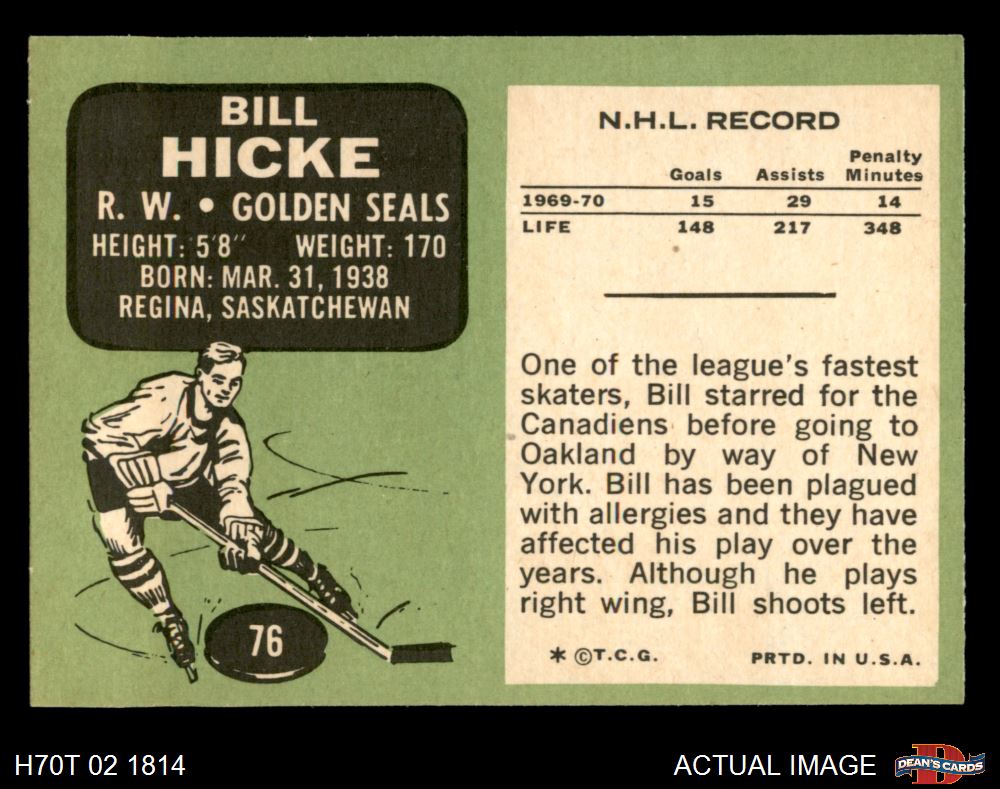 BILL
HICKE
R. W. • GOLDEN SEALS
HEIGHT: 5'8" WEIGHT: 170
BORN: MAR. 31, 1938
REGINA, SASKATCHEWAN
76
N.H.L. RECORD
Goals Assists Penalty Minutes
1969-70 15 29 14
LIFE 148 217 348
One of the league's fastest
skaters, Bill starred for the
Canadiens before going to
Oakland by way of New
York. Bill has been plagued
with allergies and they have
affected his play over the
years. Although he plays
right wing, Bill shoots left.
* ©T.C.G. PRTD. IN U.S.A.
H70T 02 1814 ACTUAL IMAGE
D
DEAN'S CARDS